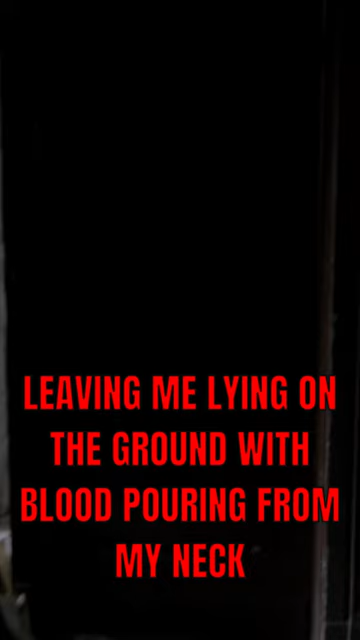 LEAVING ME LYING ON
THE GROUND WITH
BLOOD POURING FROM
MY NECK